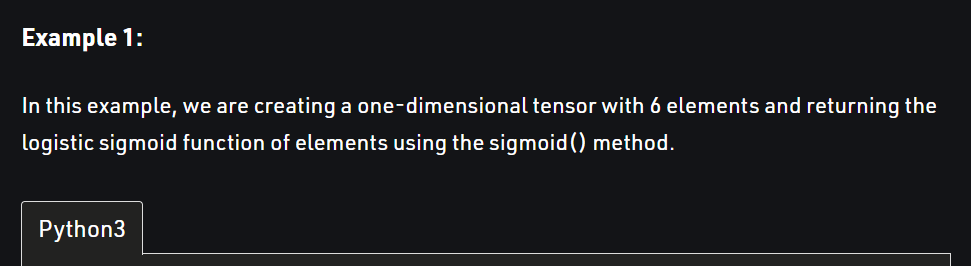 Example 1:
In this example, we are creating a one-dimensional tensor with 6 elements and returning the
logistic sigmoid function of elements using the sigmoid() method.
Python3